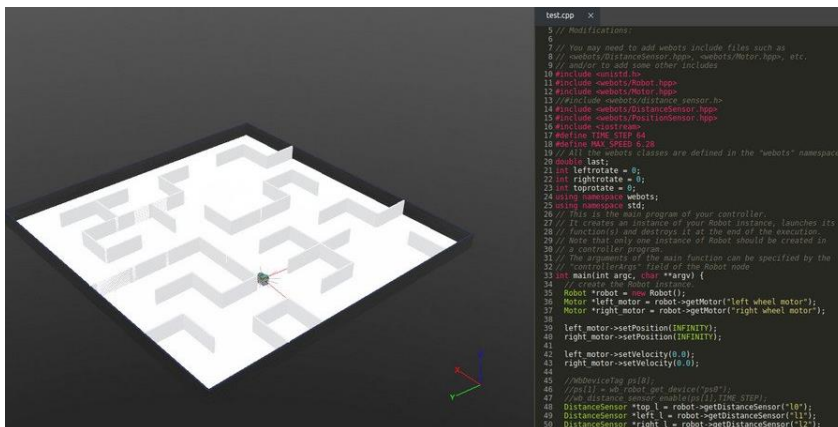 test.cpp ×
5 // Modifications:
6
7 // You may need to add webots include files such as
8 // <webots/DistanceSensor.hpp>, <webots/Motor.hpp>, etc.
9 // and/or to add some other includes
10 #include <unistd.h>
11 #include <webots/Robot.hpp>
12 #include <webots/Motor.hpp>
13 //#include <webots/distance_sensor.h>
14 #include <webots/DistanceSensor.hpp>
15 #include <webots/PositionSensor.hpp>
16 #include <iostream>
17 #define TIME_STEP 64
18 #define MAX_SPEED 6.28
19 // All the webots classes are defined in the "webots" namespace
20 double last;
21 int leftrotate = 0;
22 int rightrotate = 0;
23 int toprotate = 0;
24 using namespace webots;
25 using namespace std;
26 // This is the main program of your controller.
27 // It creates an instance of your Robot instance, launches its
28 // function(s) and destroys it at the end of the execution.
29 // Note that only one instance of Robot should be created in
30 // a controller program.
31 // The arguments of the main function can be specified by the
32 // "controllerArgs" field of the Robot node
33 int main(int argc, char **argv) {
34 // create the Robot instance.
35 Robot *robot = new Robot();
36 Motor *left_motor = robot->getMotor("left wheel motor");
37 Motor *right_motor = robot->getMotor("right wheel motor");
38
39 left_motor->setPosition(INFINITY);
40 right_motor->setPosition(INFINITY);
41
42 left_motor->setVelocity(0.0);
43 right_motor->setVelocity(0.0);
44
45 //WbDeviceTag ps[8];
46 //ps[1] = wb_robot_get_device("ps0");
47 //wb_distance_sensor_enable(ps[1],TIME_STEP);
48 DistanceSensor *top_l = robot->getDistanceSensor("l0");
49 DistanceSensor *left_l = robot->getDistanceSensor("l1");
50 DistanceSensor *right_l = robot->getDistanceSensor("l2");
X
Y